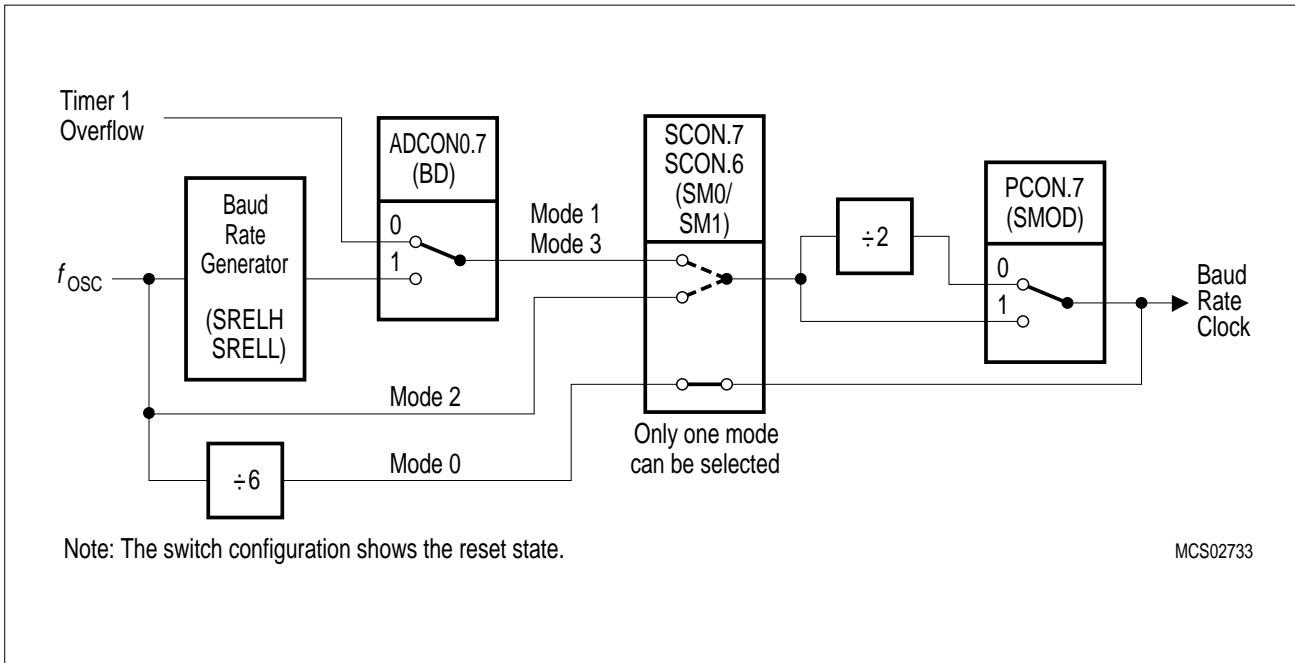 Timer 1
Overflow
ADCON0.7
(BD)
0
1
Baud
Rate
Generator
(SRELH
SRELL)
f OSC
Mode 1
Mode 3
SCON.7
SCON.6
(SM0/
SM1)
÷2
PCON.7
(SMOD)
0
1
Baud
Rate
Clock
Mode 2
Mode 0
÷6
Only one mode
can be selected
Note: The switch configuration shows the reset state.
MCS02733